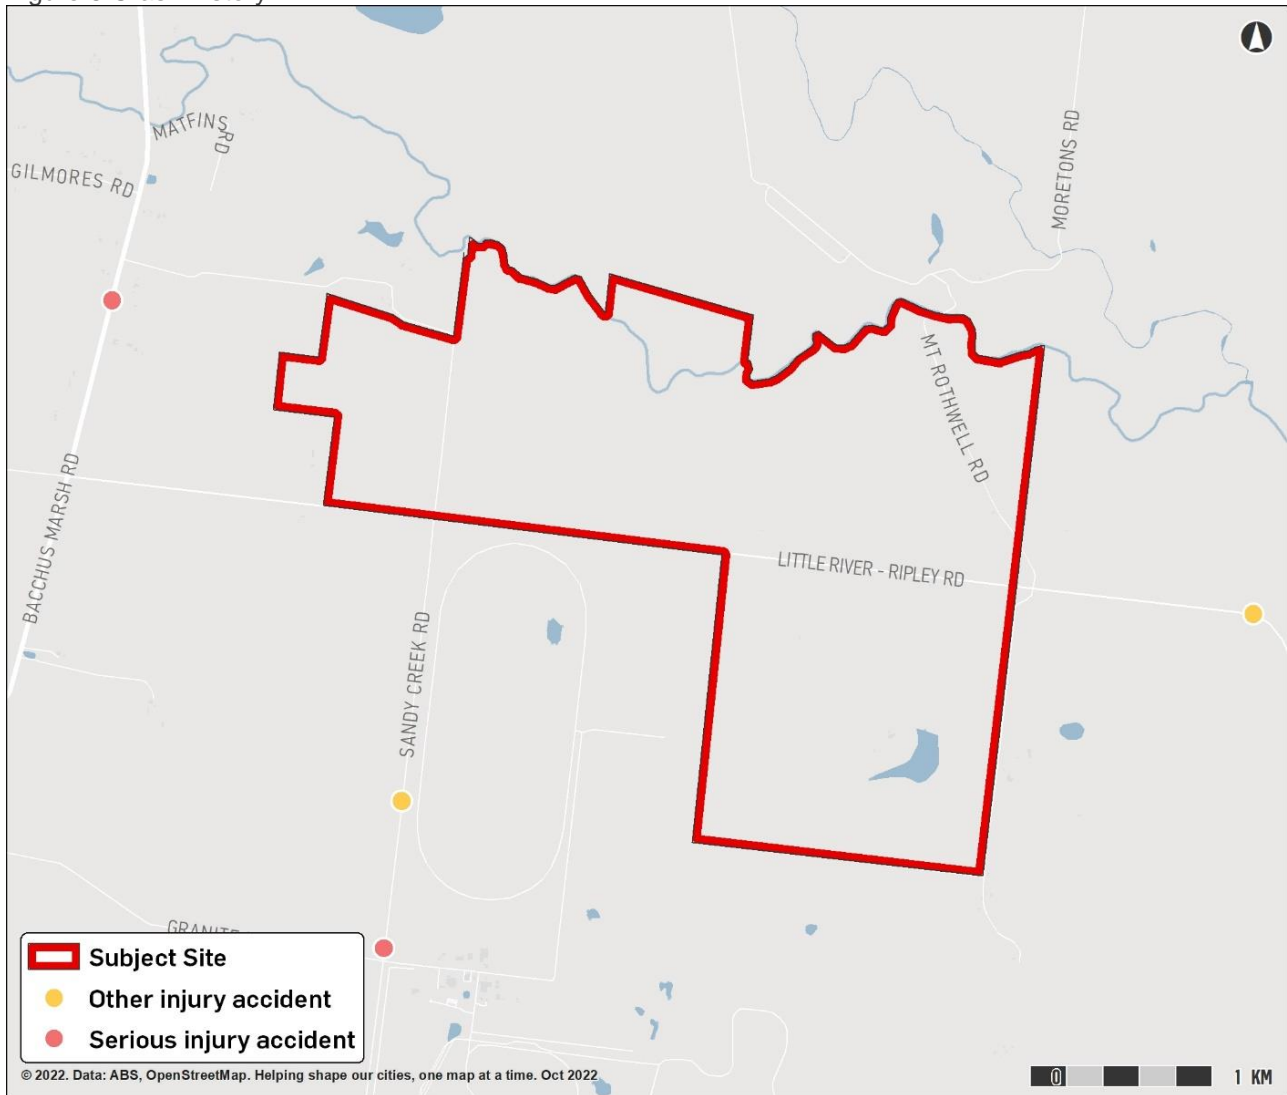 MATFINS
RD
GILMORES RD
MORETONS RD
MT ROTHWELL RD
BACCHUS MARSH RD
LITTLE RIVER - RIPLEY RD
SANDY CREEK RD
Subject Site
Other injury accident
Serious injury accident
© 2022. Data: ABS, OpenStreetMap. Helping shape our cities, one map at a time. Oct 2022
0
1 KM